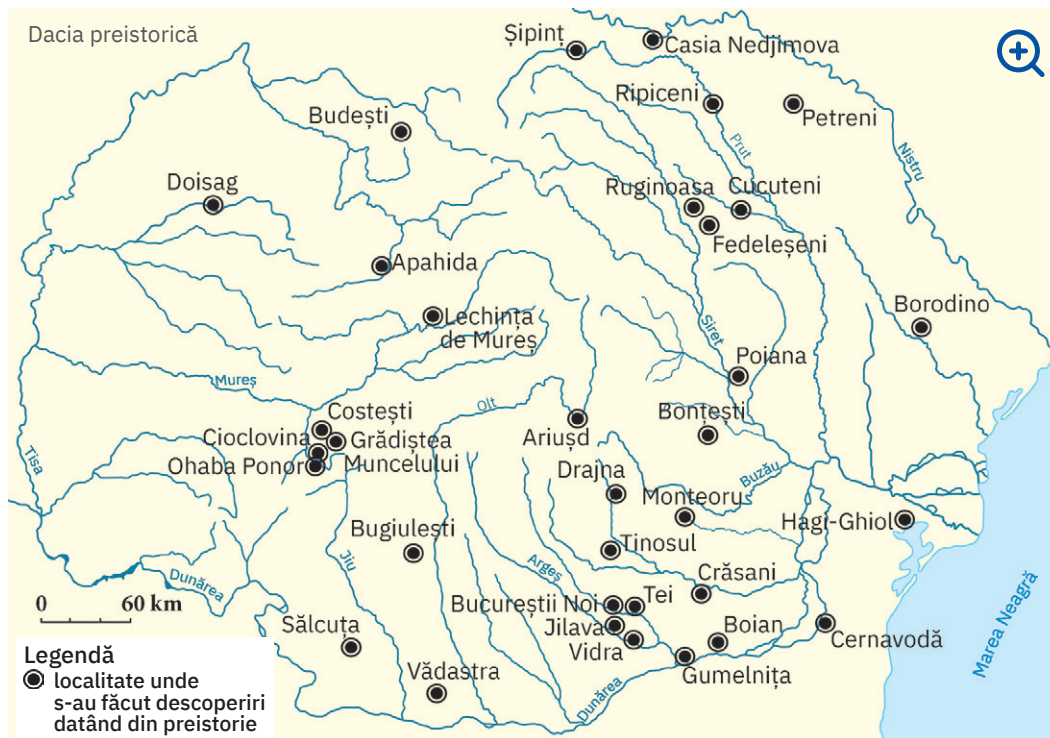 Dacia preistorică
Șipinț
Casia Nedjimova
Ripiceni
Petreni
Budești
Prut
Nistru
Doisag
Ruginoasa
Cucuteni
Fedeleșeni
Apahida
Borodino
Lechința
de Mureș
Siret
Poiana
Mureș
Costești
Olt
Bontești
Cioclovina
Grădiștea
Muncelului
Ariușd
Ohaba Ponor
Tisa
Drajna
Buzău
Monteoru
Hagi-Ghiol
Bugiulești
Tinosul
Jiu
Argeș
Dunărea
Crăsani
0 60 km
Bucureștii Noi
Tei
Sălcuța
Jilava
Boian
Cernavodă
Vidra
Marea Neagră
Gumelnița
Vădastra
Dunărea
Legendă
localitate unde
s-au făcut descoperiri
datând din preistorie